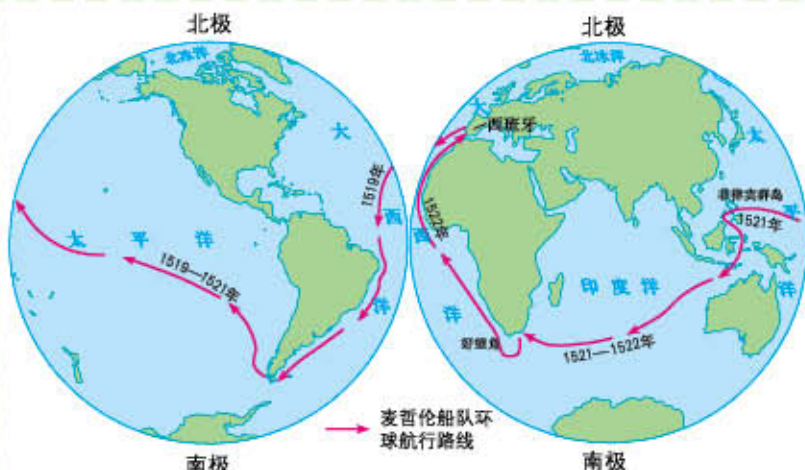 北极
北冰洋
大
西
洋
1519年
太平洋
1519—1521年
南极
北极
北冰洋
大
西
洋
西班牙
太
平
洋
菲律宾群岛
1521年
1522年
印度洋
好望角
1521—1522年
南极
麦哲伦船队环
球航行路线